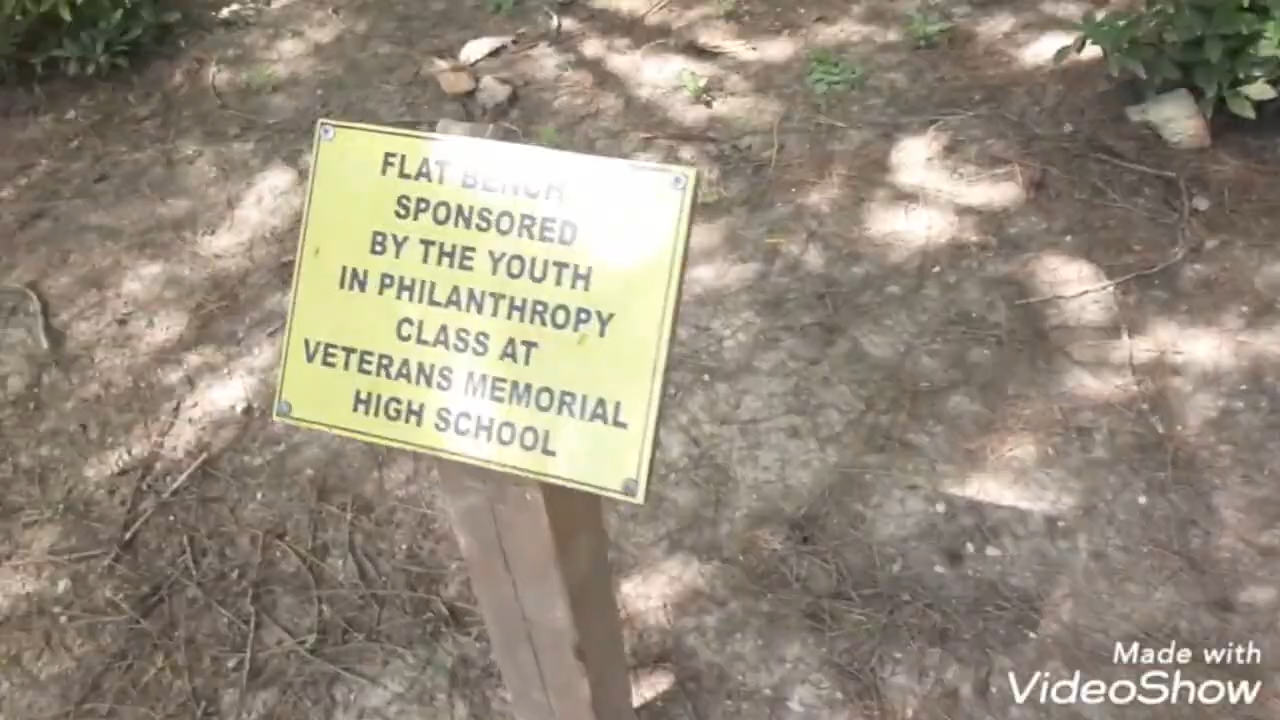 FLAT BENCH
SPONSORED
BY THE YOUTH
IN PHILANTHROPY
CLASS AT
VETERANS MEMORIAL
HIGH SCHOOL
Made with
VideoShow